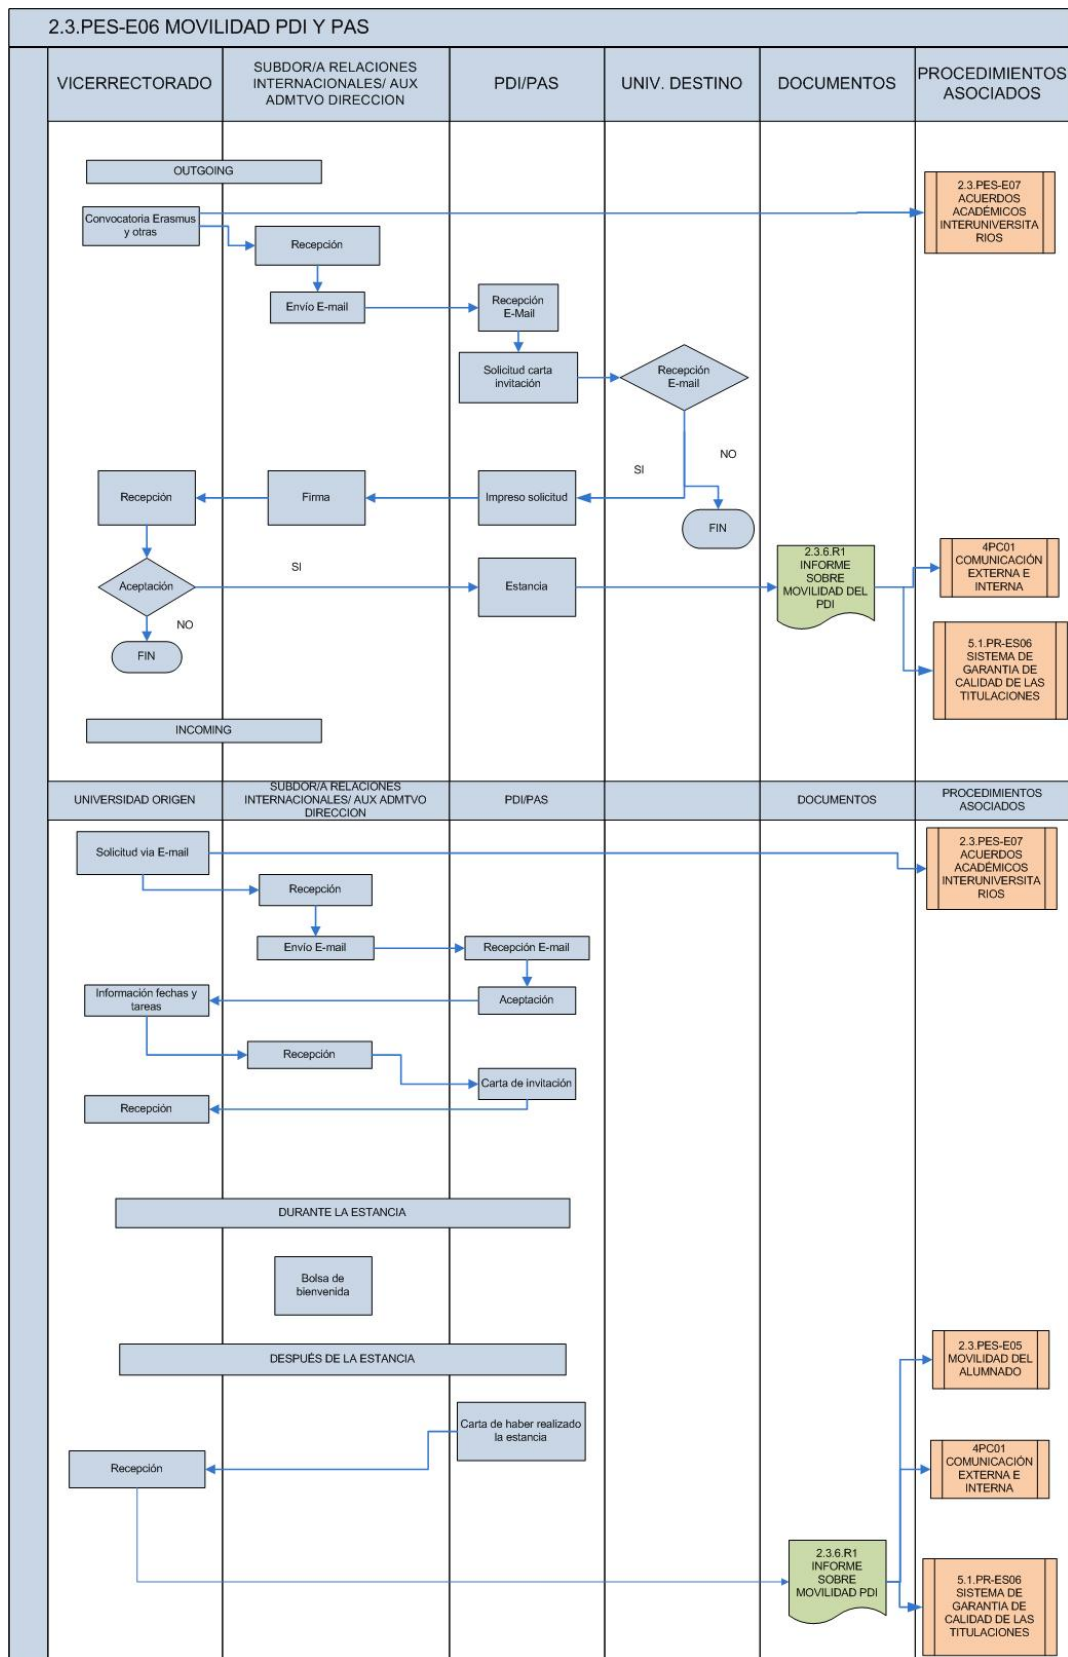 2.3.PES-E06 MOVILIDAD PDI Y PAS
VICERRECTORADO
SUBDOR/A RELACIONES
INTERNACIONALES/ AUX
ADMTVO DIRECCION
PDI/PAS
UNIV. DESTINO
DOCUMENTOS
PROCEDIMIENTOS
ASOCIADOS
OUTGOING
Convocatoria Erasmus
y otras
2.3.PES-E07
ACUERDOS
ACADÉMICOS
INTERUNIVERSITA
RIOS
Recepción
Envío E-mail
Recepción
E-Mail
Solicitud carta
invitación
Recepción
E-mail
NO
SI
Recepción
Firma
Impreso solicitud
FIN
Aceptación
SI
Estancia
2.3.6.R1
INFORME
SOBRE
MOVILIDAD DEL
PDI
4PC01
COMUNICACIÓN
EXTERNA E
INTERNA
NO
FIN
5.1.PR-ES06
SISTEMA DE
GARANTIA DE
CALIDAD DE LAS
TITULACIONES
INCOMING
UNIVERSIDAD ORIGEN
SUBDOR/A RELACIONES
INTERNACIONALES/ AUX ADMTVO
DIRECCION
PDI/PAS
DOCUMENTOS
PROCEDIMIENTOS
ASOCIADOS
Solicitud via E-mail
2.3.PES-E07
ACUERDOS
ACADÉMICOS
INTERUNIVERSITA
RIOS
Recepción
Envío E-mail
Recepción E-mail
Información fechas y
tareas
Aceptación
Recepción
Carta de invitación
Recepción
DURANTE LA ESTANCIA
Bolsa de
bienvenida
DESPUÉS DE LA ESTANCIA
2.3.PES-E05
MOVILIDAD DEL
ALUMNADO
Carta de haber realizado
la estancia
Recepción
4PC01
COMUNICACIÓN
EXTERNA E
INTERNA
2.3.6.R1
INFORME
SOBRE
MOVILIDAD PDI
5.1.PR-ES06
SISTEMA DE
GARANTIA DE
CALIDAD DE LAS
TITULACIONES